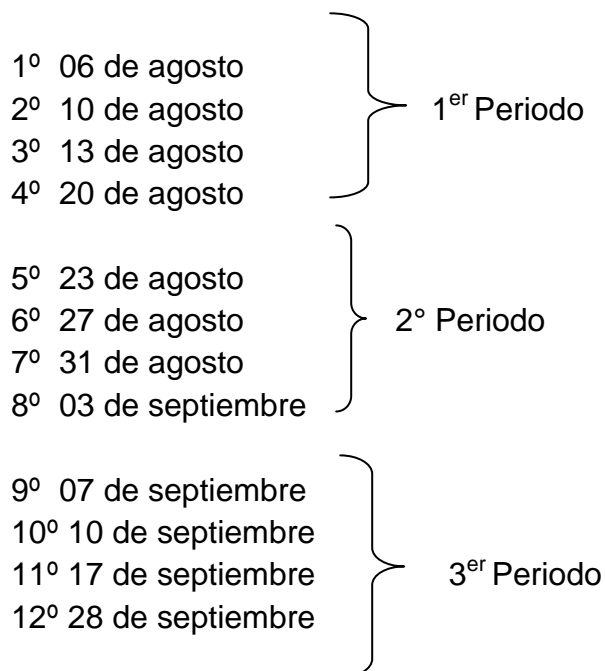 1º 06 de agosto
2º 10 de agosto
1er Periodo
3º 13 de agosto
4º 20 de agosto
5º 23 de agosto
6º 27 de agosto
2° Periodo
7º 31 de agosto
8º 03 de septiembre
9º 07 de septiembre
10º 10 de septiembre
11º 17 de septiembre
3er Periodo
12º 28 de septiembre